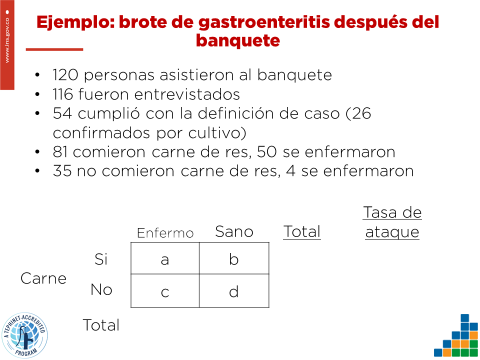 www.ins.gov.co
Ejemplo: brote de gastroenteritis después del
banquete
• 120 personas asistieron al banquete
• 116 fueron entrevistados
• 54 cumplió con la definición de caso (26
confirmados por cultivo)
• 81 comieron carne de res, 50 se enfermaron
• 35 no comieron carne de res, 4 se enfermaron
Tasa de
Enfermo Sano Total ataque
Si a b
Carne
No c d
Total
A TEPHINET ACCREDITED
PROGRAM